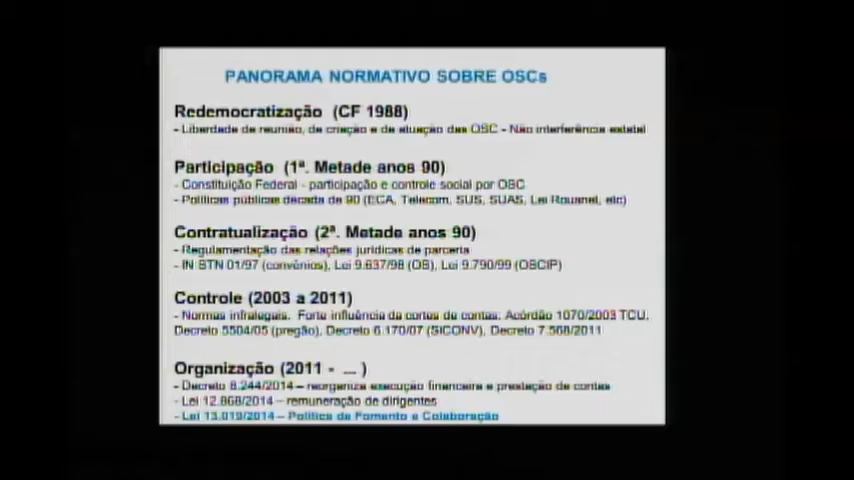 PANORAMA NORMATIVO SOBRE OSCs
Redemocratização (CF 1988)
- Liberdade de reunião, de criação e de atuação das OSC - Não interferência estatal
Participação (1ª. Metade anos 90)
- Constituição Federal - participação e controle social por OSC
- Políticas públicas década de 90 (ECA, Telecom, SUS, SUAS, Lei Rouanet, etc)
Contratualização (2ª. Metade anos 90)
- Regulamentação das relações jurídicas de parceria
- IN STN 01/97 (convênios), Lei 9.637/98 (OS), Lei 9.790/99 (OSCIP)
Controle (2003 a 2011)
- Normas infralegais. Forte influência da cortes de contas: Acórdão 1070/2003 TCU,
Decreto 5504/05 (pregão), Decreto 6.170/07 (SICONV), Decreto 7.568/2011
Organização (2011 - ... )
- Decreto 8.244/2014 – reorganiza execução financeira e prestação de contas
- Lei 12.868/2014 – remuneração de dirigentes
- Lei 13.019/2014 – Política de Fomento e Colaboração